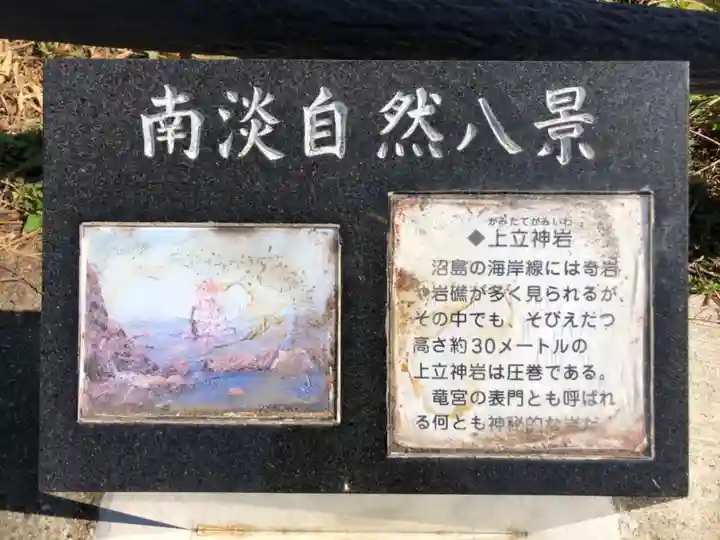 南淡自然八景
かみたてがみいわ
◆上立神岩
沼島の海岸線には奇岩
や岩礁が多く見られるが、
その中でも、そびえだつ
高さ約30メートルの
上立神岩は圧巻である。
竜宮の表門とも呼ばれ
る何とも神秘的な岩だ